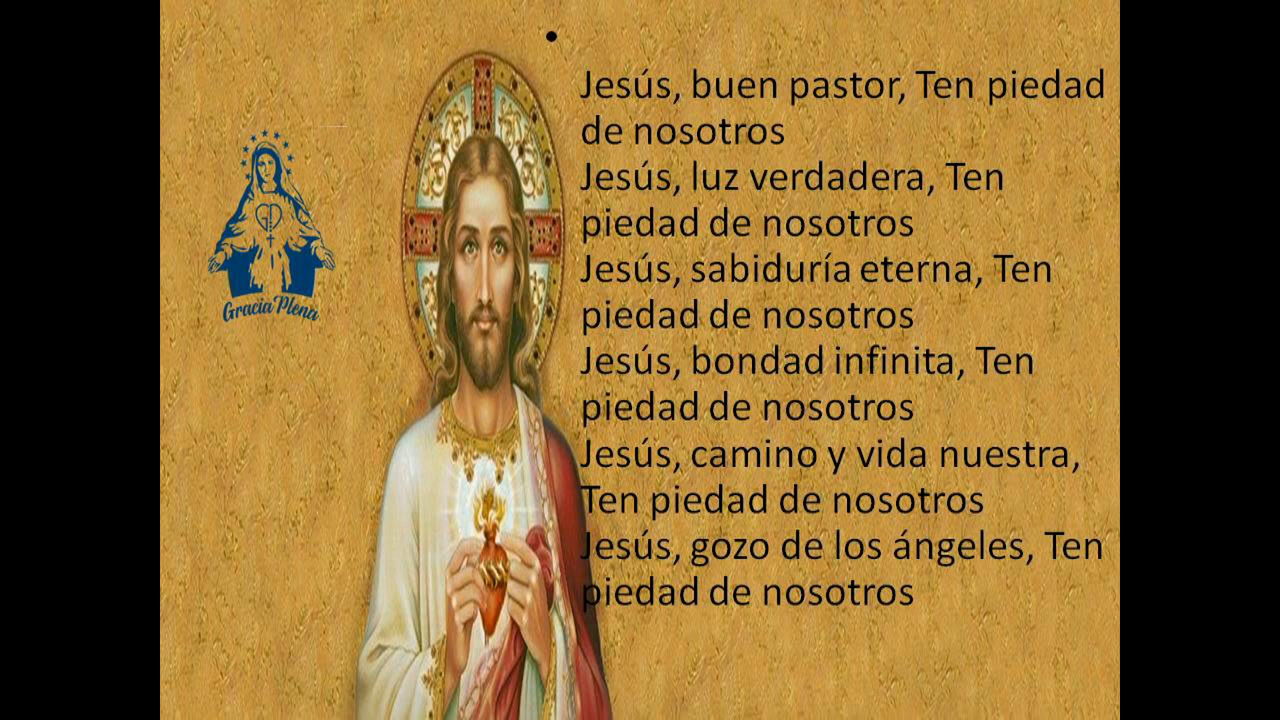 Jesús, buen pastor, Ten piedad
de nosotros
Jesús, luz verdadera, Ten
piedad de nosotros
Jesús, sabiduría eterna, Ten
piedad de nosotros
Jesús, bondad infinita, Ten
piedad de nosotros
Jesús, camino y vida nuestra,
Ten piedad de nosotros
Jesús, gozo de los ángeles, Ten
piedad de nosotros
Gracia Plena